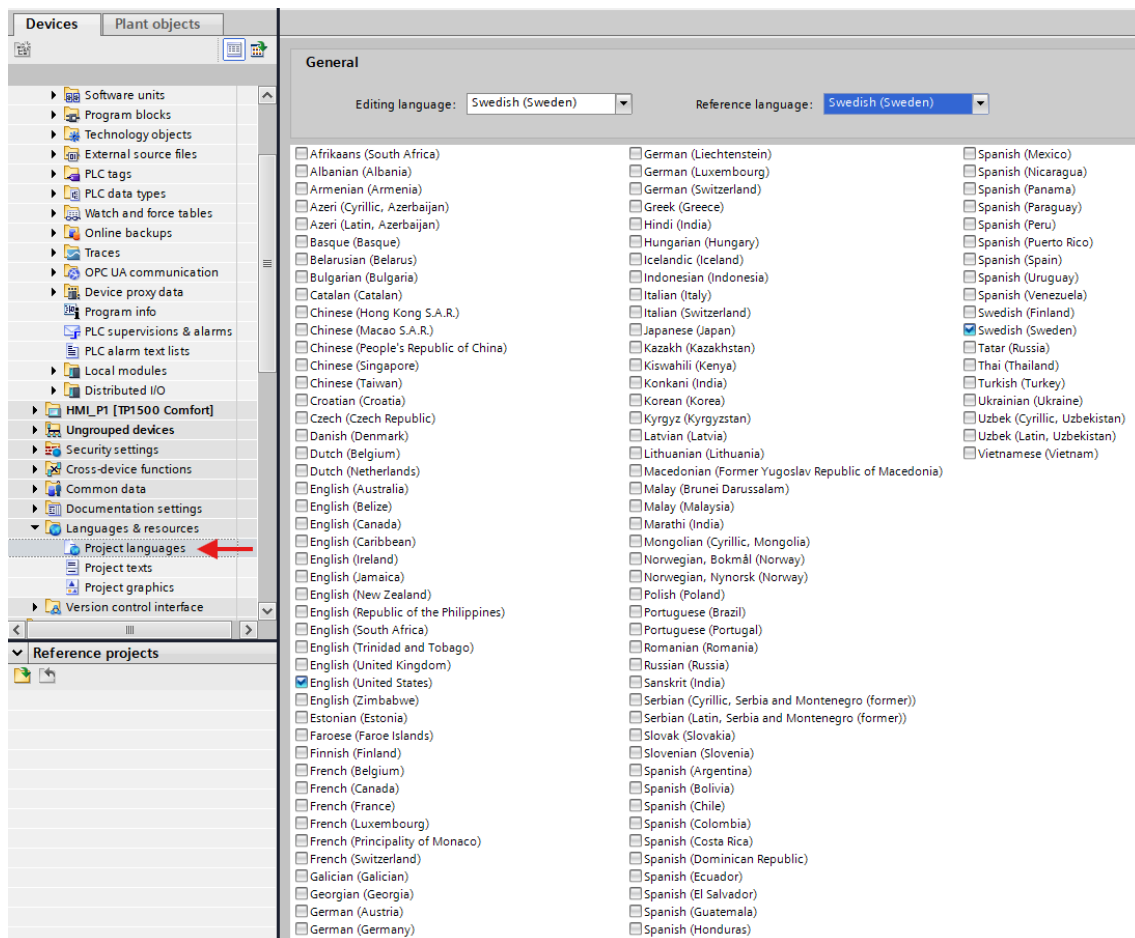 Devices
Plant objects
Software units
Program blocks
Technology objects
External source files
PLC tags
PLC data types
Watch and force tables
Online backups
Traces
OPC UA communication
Device proxy data
Program info
PLC supervisions & alarms
PLC alarm text lists
Local modules
Distributed I/O
HMI_P1 [TP1500 Comfort]
Ungrouped devices
Security settings
Cross-device functions
Common data
Documentation settings
Languages & resources
Project languages
Project texts
Project graphics
Version control interface
Reference projects
General
Editing language: Swedish (Sweden)
Reference language: Swedish (Sweden)
Afrikaans (South Africa)
Albanian (Albania)
Armenian (Armenia)
Azeri (Cyrillic, Azerbaijan)
Azeri (Latin, Azerbaijan)
Basque (Basque)
Belarusian (Belarus)
Bulgarian (Bulgaria)
Catalan (Catalan)
Chinese (Hong Kong S.A.R.)
Chinese (Macao S.A.R.)
Chinese (People's Republic of China)
Chinese (Singapore)
Chinese (Taiwan)
Croatian (Croatia)
Czech (Czech Republic)
Danish (Denmark)
Dutch (Belgium)
Dutch (Netherlands)
English (Australia)
English (Belize)
English (Canada)
English (Caribbean)
English (Ireland)
English (Jamaica)
English (New Zealand)
English (Republic of the Philippines)
English (South Africa)
English (Trinidad and Tobago)
English (United Kingdom)
English (United States)
English (Zimbabwe)
Estonian (Estonia)
Faroese (Faroe Islands)
Finnish (Finland)
French (Belgium)
French (Canada)
French (France)
French (Luxembourg)
French (Principality of Monaco)
French (Switzerland)
Galician (Galician)
Georgian (Georgia)
German (Austria)
German (Germany)
German (Liechtenstein)
German (Luxembourg)
German (Switzerland)
Greek (Greece)
Hindi (India)
Hungarian (Hungary)
Icelandic (Iceland)
Indonesian (Indonesia)
Italian (Italy)
Italian (Switzerland)
Japanese (Japan)
Kazakh (Kazakhstan)
Kiswahili (Kenya)
Konkani (India)
Korean (Korea)
Kyrgyz (Kyrgyzstan)
Latvian (Latvia)
Lithuanian (Lithuania)
Macedonian (Former Yugoslav Republic of Macedonia)
Malay (Brunei Darussalam)
Malay (Malaysia)
Marathi (India)
Mongolian (Cyrillic, Mongolia)
Norwegian, Bokmål (Norway)
Norwegian, Nynorsk (Norway)
Polish (Poland)
Portuguese (Brazil)
Portuguese (Portugal)
Romanian (Romania)
Russian (Russia)
Sanskrit (India)
Serbian (Cyrillic, Serbia and Montenegro (former))
Serbian (Latin, Serbia and Montenegro (former))
Slovak (Slovakia)
Slovenian (Slovenia)
Spanish (Argentina)
Spanish (Bolivia)
Spanish (Chile)
Spanish (Colombia)
Spanish (Costa Rica)
Spanish (Dominican Republic)
Spanish (Ecuador)
Spanish (El Salvador)
Spanish (Guatemala)
Spanish (Honduras)
Spanish (Mexico)
Spanish (Nicaragua)
Spanish (Panama)
Spanish (Paraguay)
Spanish (Peru)
Spanish (Puerto Rico)
Spanish (Spain)
Spanish (Uruguay)
Spanish (Venezuela)
Swedish (Finland)
Swedish (Sweden)
Tatar (Russia)
Thai (Thailand)
Turkish (Turkey)
Ukrainian (Ukraine)
Uzbek (Cyrillic, Uzbekistan)
Uzbek (Latin, Uzbekistan)
Vietnamese (Vietnam)